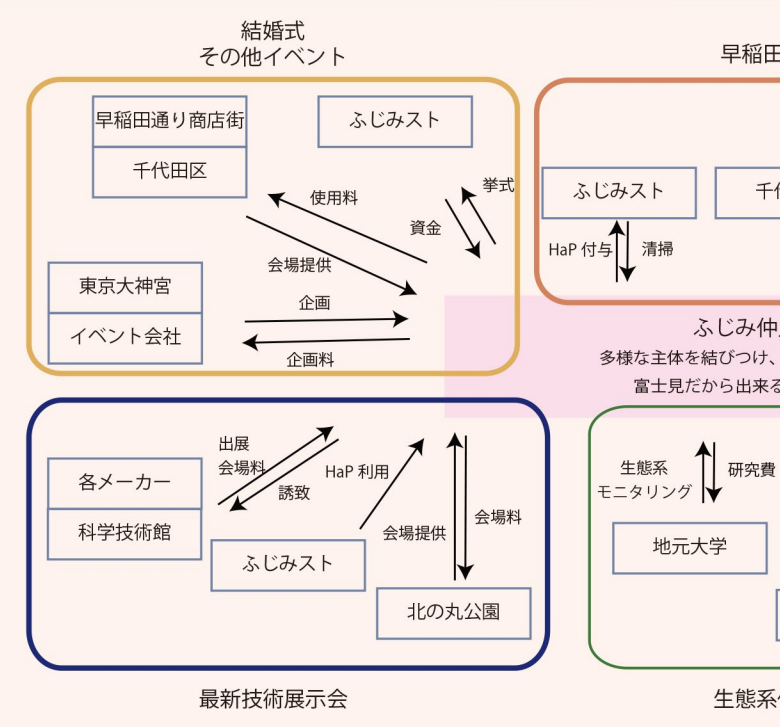 結婚式
その他イベント
早稲田通り商店街
千代田区
ふじみスト
使用料
会場提供
資金
挙式
東京大神宮
イベント会社
企画
企画料
早稲田
ふじみスト
HaP 付与
清掃
ふじみ仲
多様な主体を結びつけ、
富士見だから出来る
出展
会場料
誘致
HaP 利用
会場提供
会場料
各メーカー
科学技術館
ふじみスト
北の丸公園
最新技術展示会
生態系
モニタリング
研究費
地元大学
生態系